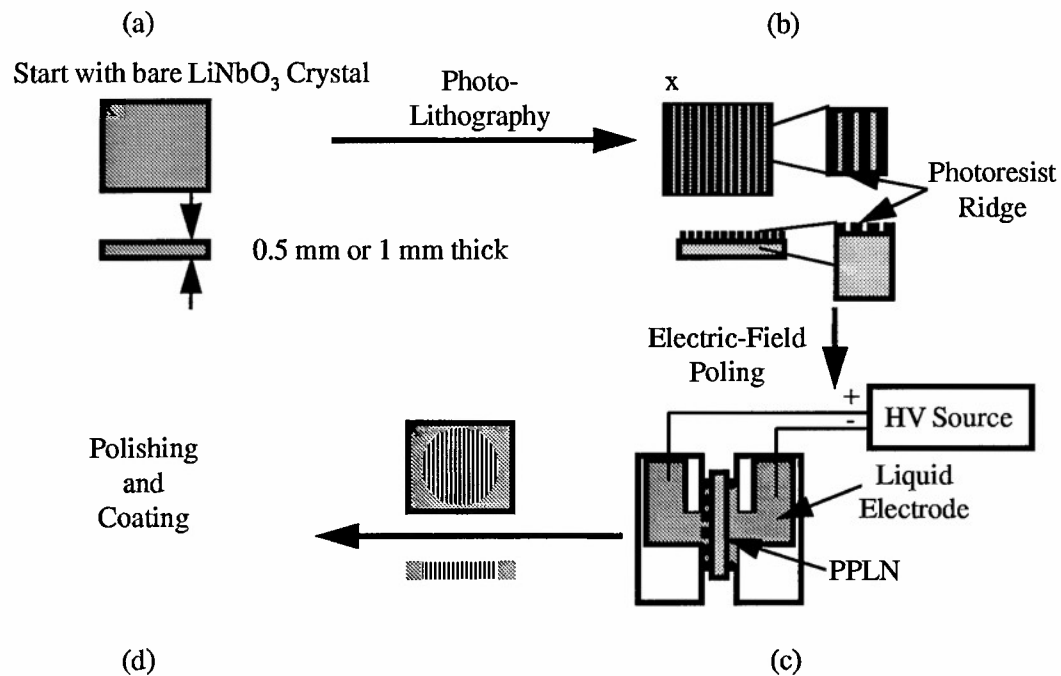 (a)
(b)
Start with bare LiNbO₃ Crystal
Photo-
Lithography
x
x
Photoresist
Ridge
0.5 mm or 1 mm thick
Electric-Field
Poling
+
-
HV Source
Polishing
and
Coating
Liquid
Electrode
PPLN
(d)
(c)